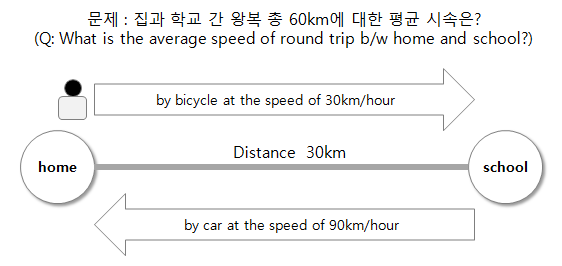 문제 : 집과 학교 간 왕복 총 60km에 대한 평균 시속은?
(Q: What is the average speed of round trip b/w home and school?)
by bicycle at the speed of 30km/hour
Distance 30km
home
school
by car at the speed of 90km/hour